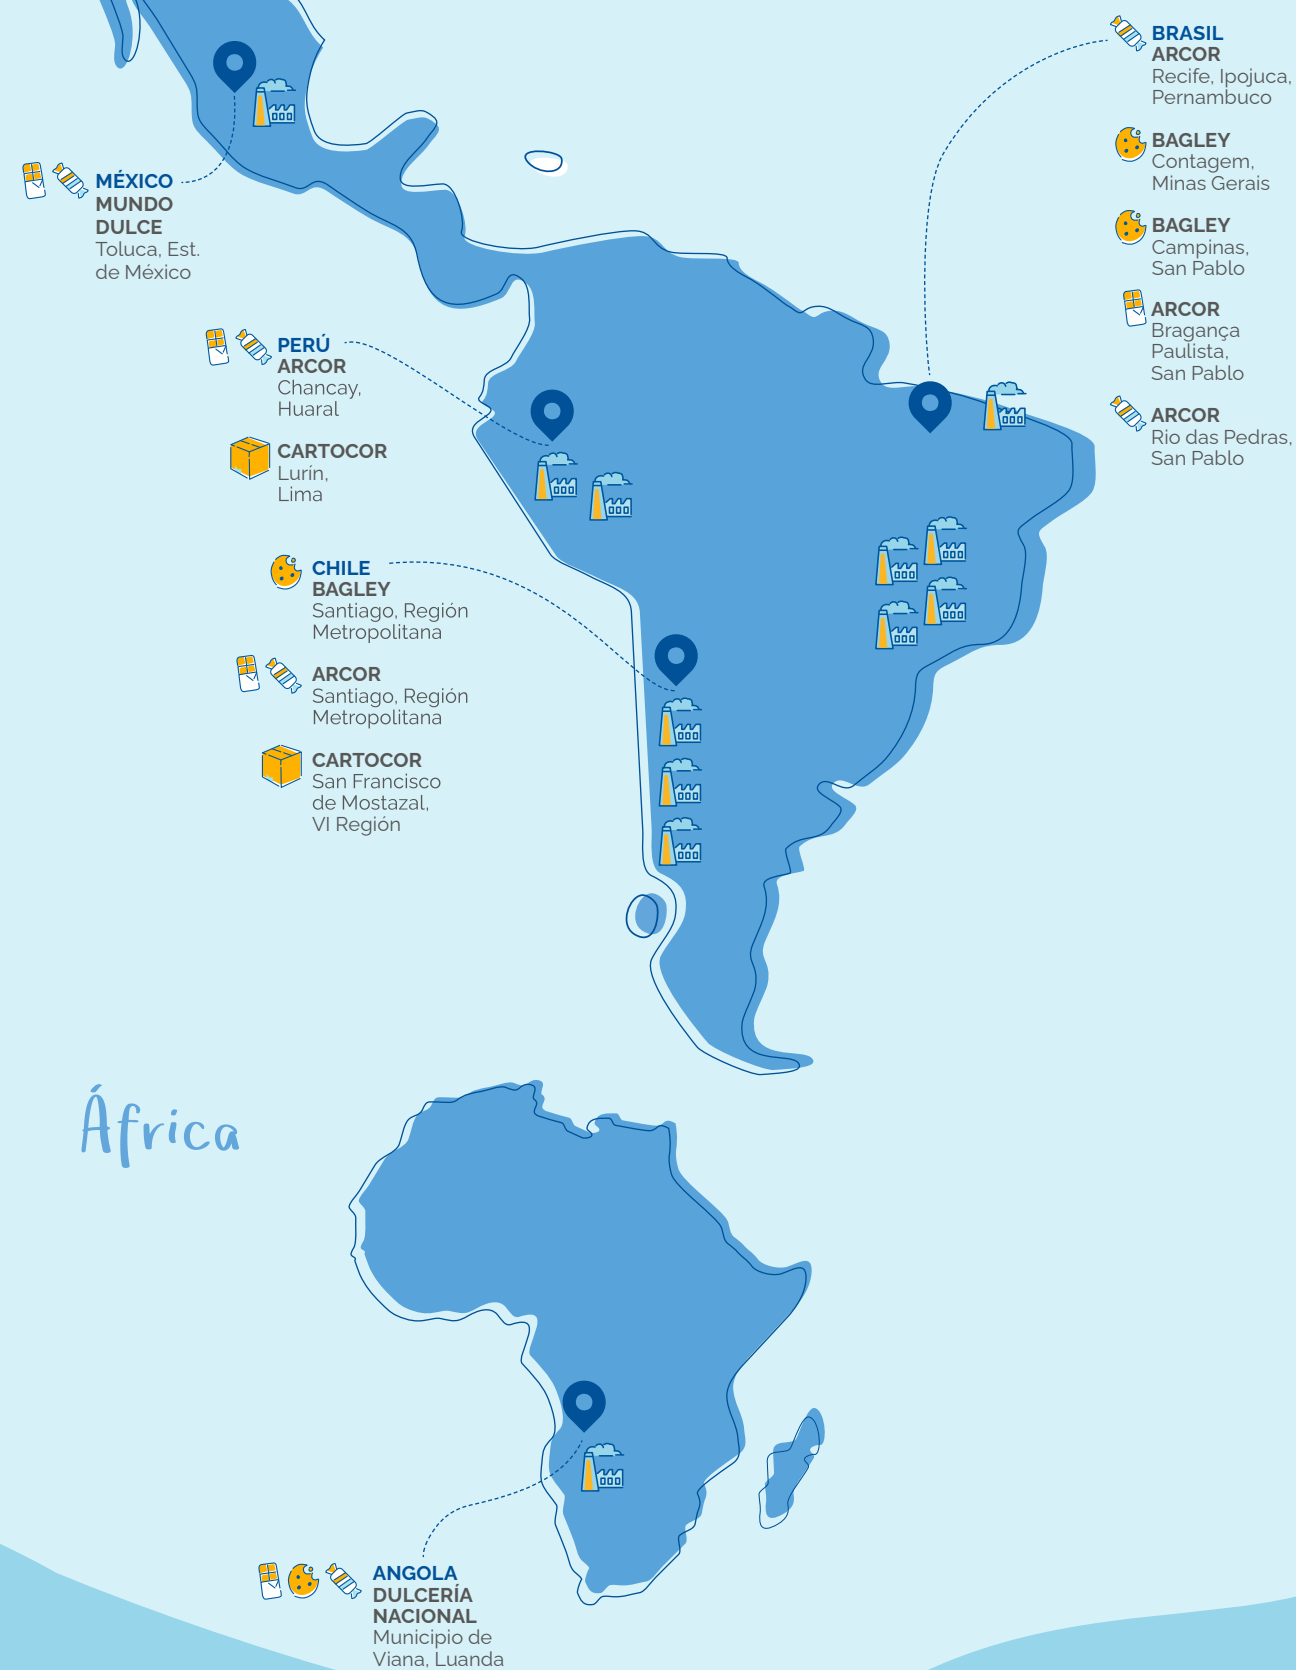 MÉXICO
MUNDO
DULCE
Toluca, Est.
de México
PERÚ
ARCOR
Chancay,
Huaral
CARTOCOR
Lurín,
Lima
CHILE
BAGLEY
Santiago, Región
Metropolitana
ARCOR
Santiago, Región
Metropolitana
CARTOCOR
San Francisco
de Mostazal,
VI Región
BRASIL
ARCOR
Recife, Ipojuca,
Pernambuco
BAGLEY
Contagem,
Minas Gerais
BAGLEY
Campinas,
San Pablo
ARCOR
Bragança
Paulista,
San Pablo
ARCOR
Rio das Pedras,
San Pablo
África
ANGOLA
DULCERÍA
NACIONAL
Municipio de
Viana, Luanda